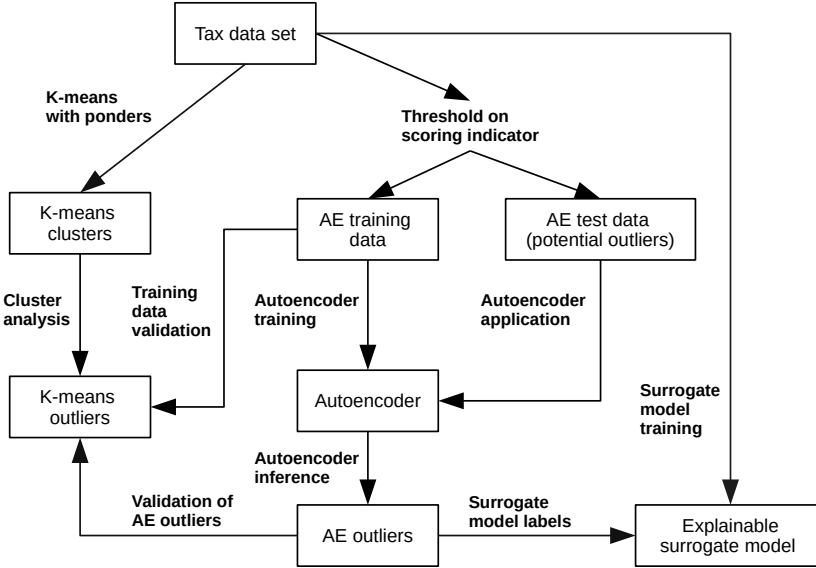 Tax data set
K-means
with ponders
Threshold on
scoring indicator
K-means
clusters
AE training
data
AE test data
(potential outliers)
Cluster
analysis
Training
data
validation
Autoencoder
training
Autoencoder
application
K-means
outliers
Autoencoder
Surrogate
model
training
Autoencoder
inference
Validation of
AE outliers
AE outliers
Surrogate
model labels
Explainable
surrogate model